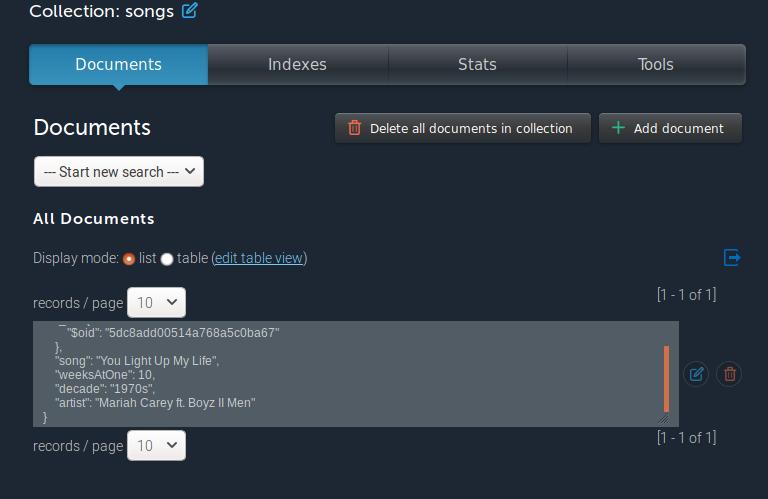 Collection: songs
Documents Indexes Stats Tools
Documents
Delete all documents in collection
Add document
--- Start new search ---
All Documents
Display mode: list table (edit table view)
records / page 10
[1 - 1 of 1]
"$oid": "5dc8add00514a768a5c0ba67"
},
"song": "You Light Up My Life",
"weeksAtOne": 10,
"decade": "1970s",
"artist": "Mariah Carey ft. Boyz II Men"
}
records / page 10
[1 - 1 of 1]